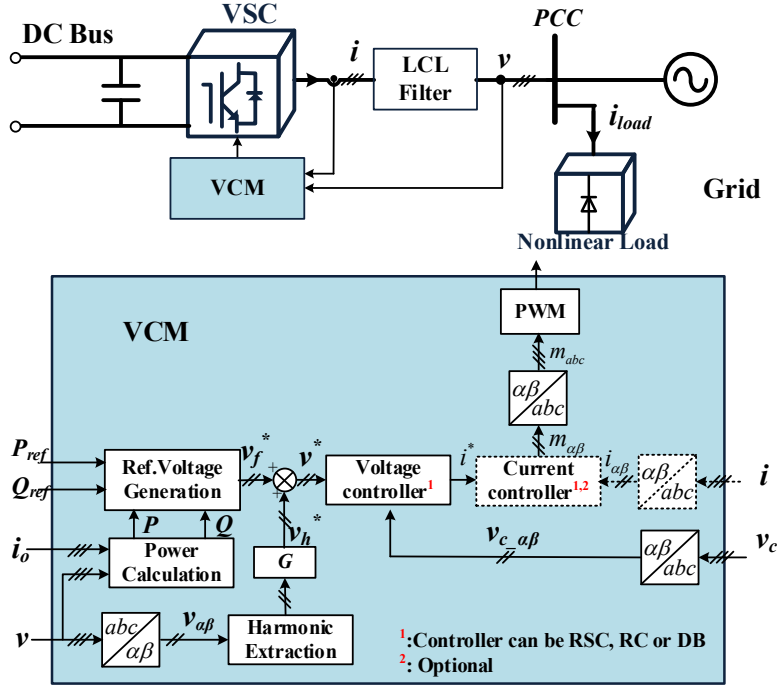 DC Bus
VSC
i
LCL
Filter
v
PCC
i_load
VCM
Grid
Nonlinear Load
VCM
PWM
m_abc
αβ
abc
m_αβ
P_ref
Q_ref
Ref.Voltage
Generation
v_f*
+
+
v*
Voltage
controller¹
i*
Current
controller¹,²
i_αβ
αβ
abc
i
P
Q
v_h*
i_o
Power
Calculation
G
v_c_αβ
αβ
abc
v_c
v
abc
αβ
v_αβ
Harmonic
Extraction
¹:Controller can be RSC, RC or DB
²: Optional